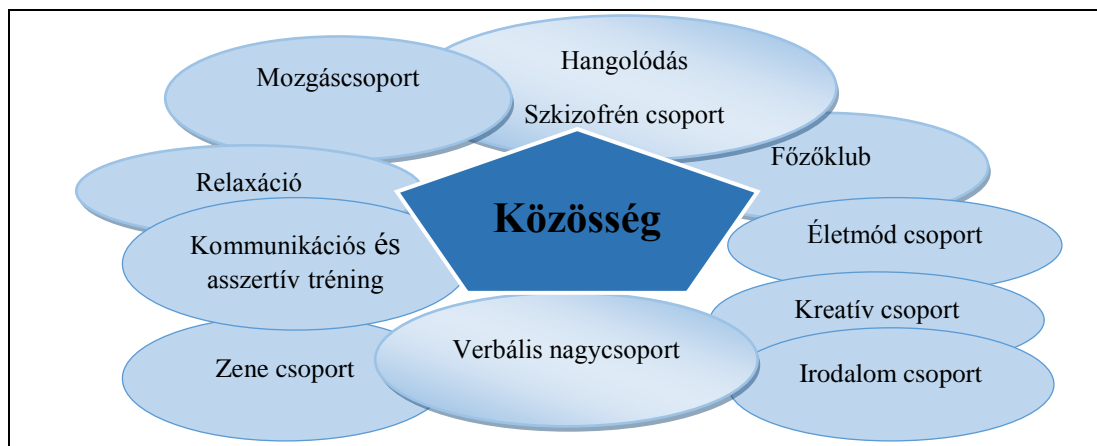 Mozgáscsoport
Hangolódás
Szkizofrén csoport
Főzőklub
Relaxáció
Közösség
Életmód csoport
Kommunikációs és
asszertív tréning
Kreatív csoport
Verbális nagycsoport
Zene csoport
Irodalom csoport